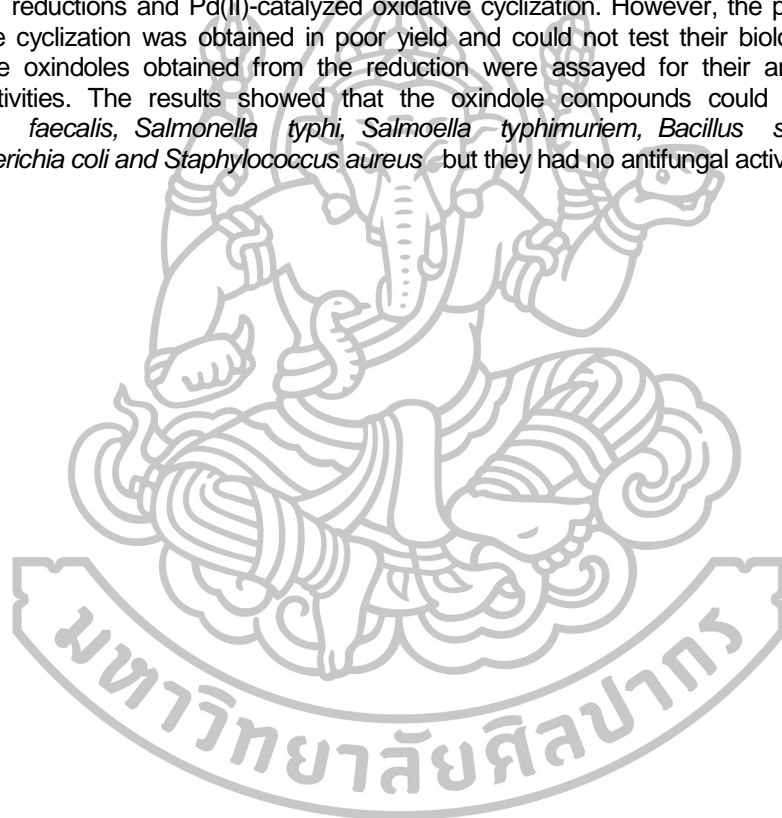 reductions and Pd(II)-catalyzed oxidative cyclization. However, the p
e cyclization was obtained in poor yield and could not test their biolo
e oxindoles obtained from the reduction were assayed for their an
tivities. The results showed that the oxindole compounds could
faecalis, Salmonella typhi, Salmoella typhimuriem, Bacillus s
erichia coli and Staphylococcus aureus but they had no antifungal activ
มหาวิทยาลัยศิลปากร